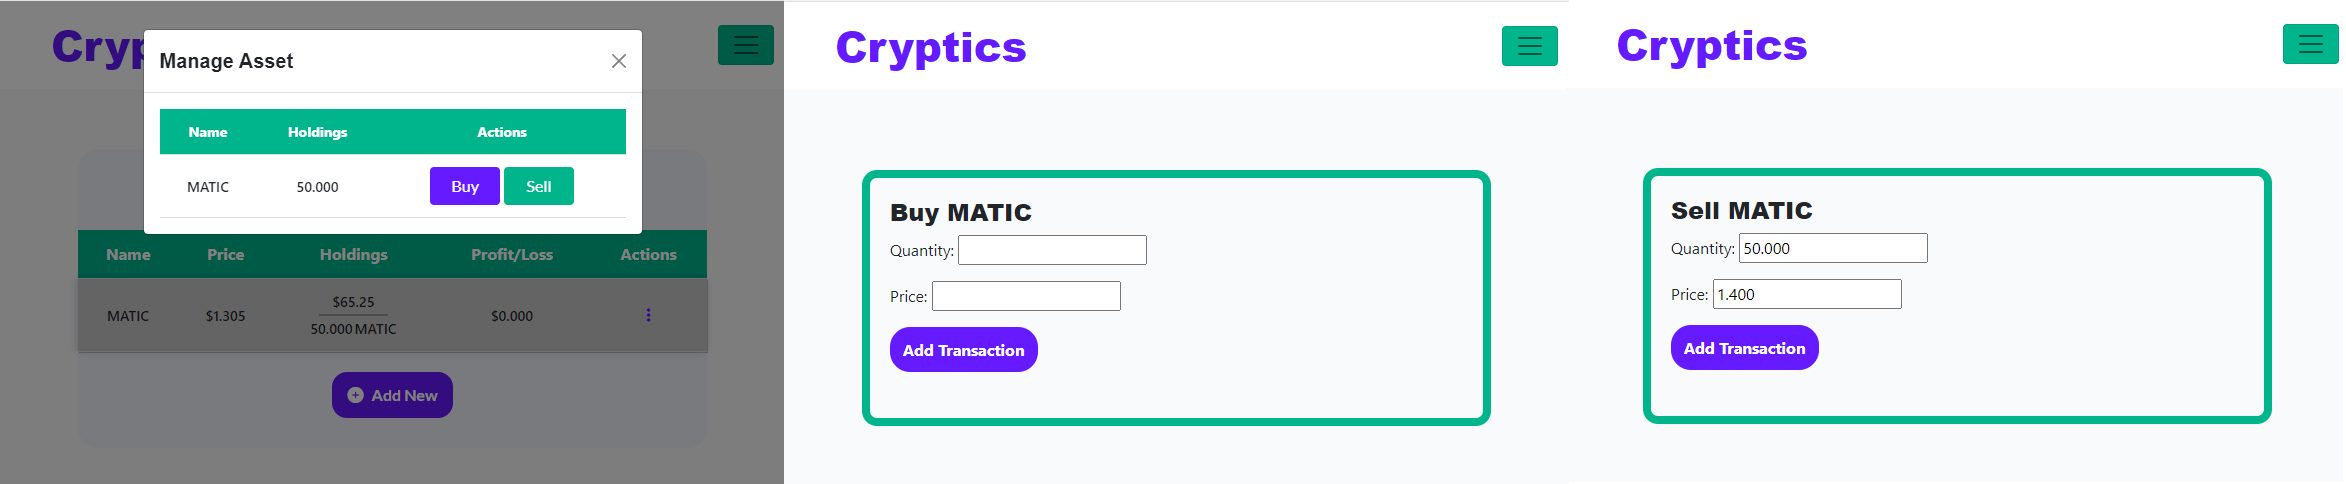 Cryp
Manage Asset
Name Holdings Actions
MATIC 50.000 Buy Sell
Name Price Holdings Profit/Loss Actions
MATIC $1.305 $65.25 $0.000
50.000 MATIC
Add New
Cryptics
Buy MATIC
Quantity:
Price:
Add Transaction
Cryptics
Sell MATIC
Quantity: 50.000
Price: 1.400
Add Transaction